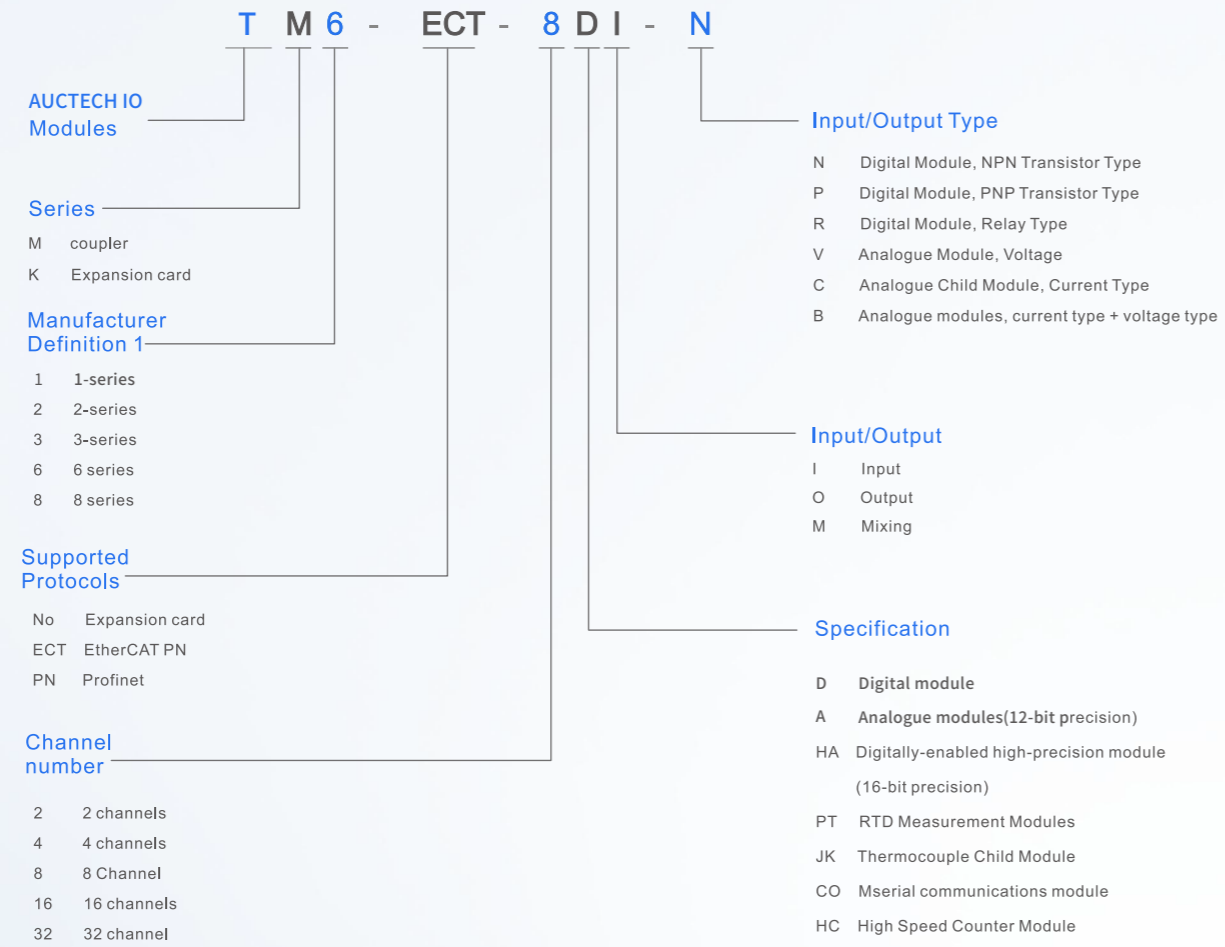 T M 6 - ECT - 8 D I - N
AUCTECH IO
Modules
Series
M coupler
K Expansion card
Manufacturer
Definition 1
1 1-series
2 2-series
3 3-series
6 6 series
8 8 series
Supported
Protocols
No Expansion card
ECT EtherCAT PN
PN Profinet
Channel
number
2 2 channels
4 4 channels
8 8 Channel
16 16 channels
32 32 channel
Input/Output Type
N Digital Module, NPN Transistor Type
P Digital Module, PNP Transistor Type
R Digital Module, Relay Type
V Analogue Module, Voltage
C Analogue Child Module, Current Type
B Analogue modules, current type + voltage type
Input/Output
I Input
O Output
M Mixing
Specification
D Digital module
A Analogue modules(12-bit precision)
HA Digitally-enabled high-precision module
(16-bit precision)
PT RTD Measurement Modules
JK Thermocouple Child Module
CO Mserial communications module
HC High Speed Counter Module